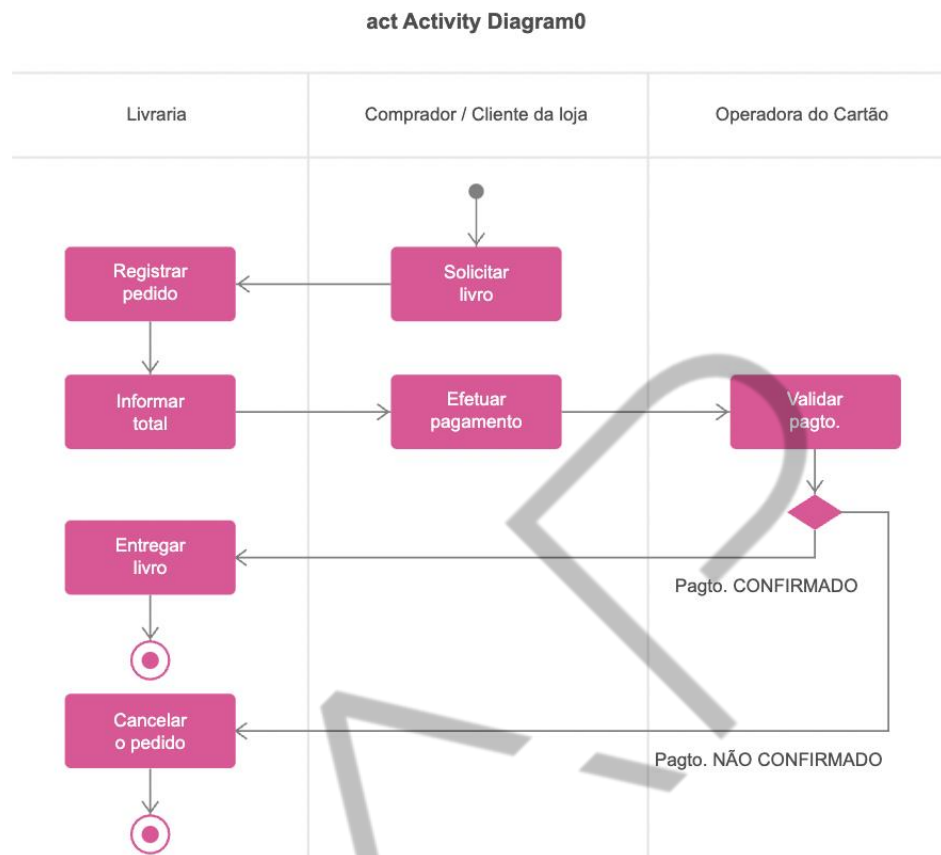 act Activity Diagram0
Livraria
Comprador / Cliente da loja
Operadora do Cartão
Registrar
pedido
Solicitar
livro
Informar
total
Efetuar
pagamento
Validar
pagto.
Entregar
livro
Pagto. CONFIRMADO
Cancelar
o pedido
Pagto. NÃO CONFIRMADO